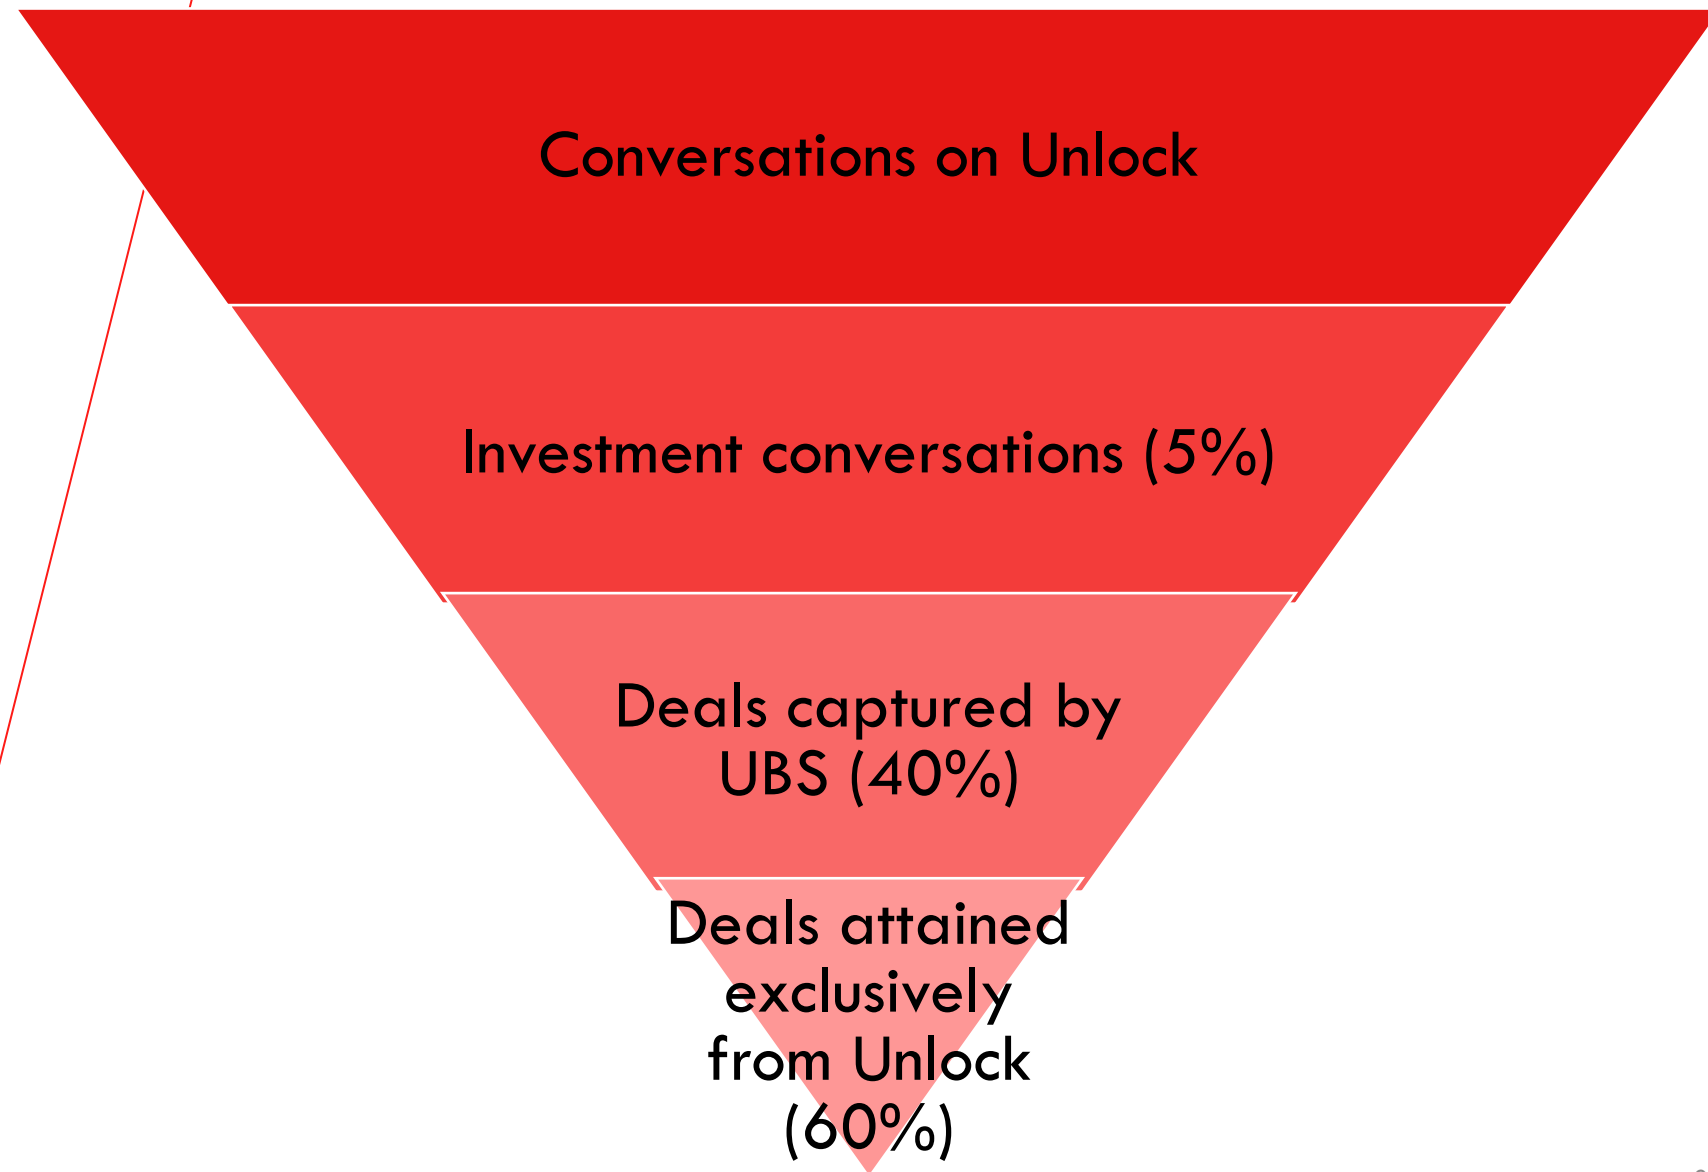 Conversations on Unlock
Investment conversations (5%)
Deals captured by
UBS (40%)
Deals attained
exclusively
from Unlock
(60%)